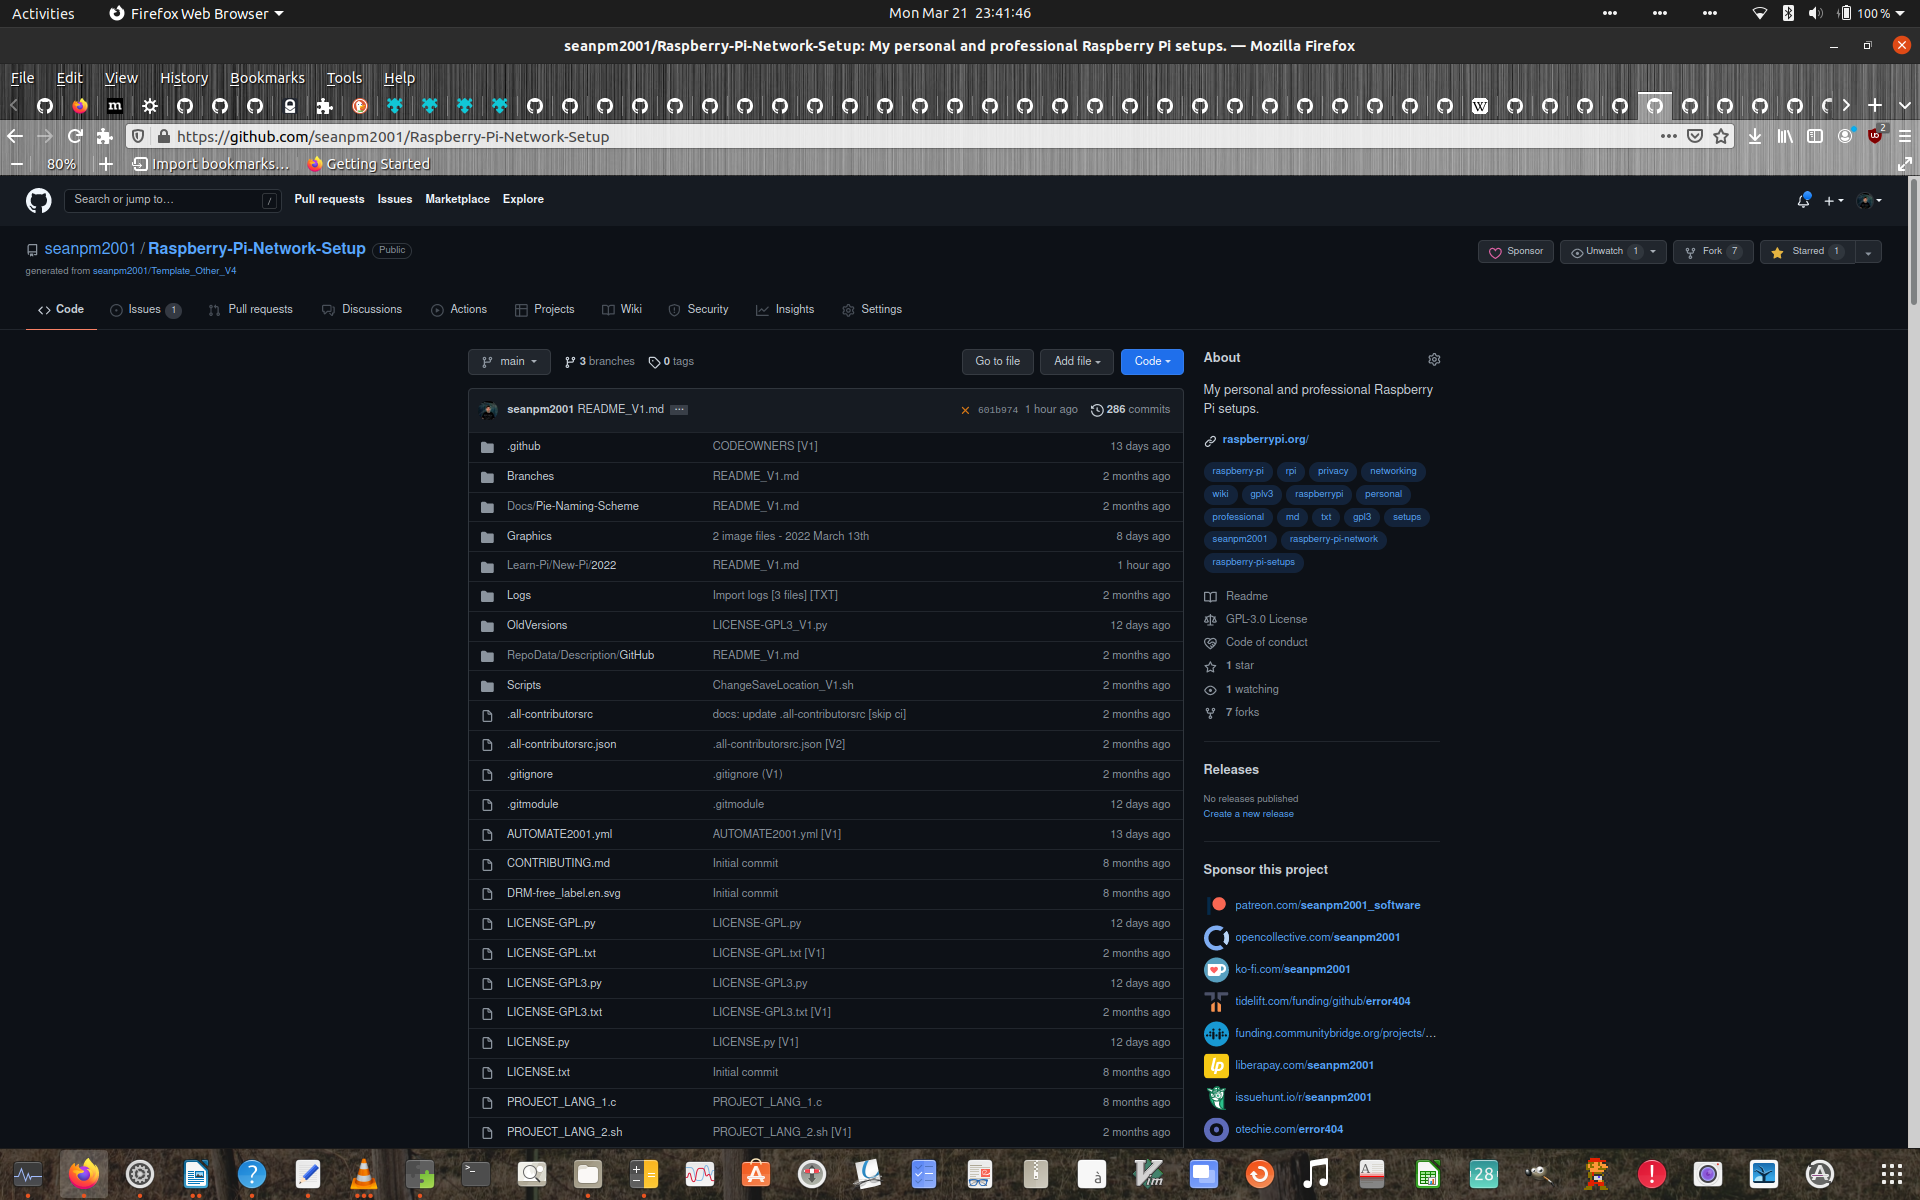 Activities Firefox Web Browser Mon Mar 21 23:41:46 100 %
seanpm2001/Raspberry-Pi-Network-Setup: My personal and professional Raspberry Pi setups. — Mozilla Firefox
File Edit View History Bookmarks Tools Help
https://github.com/seanpm2001/Raspberry-Pi-Network-Setup 2
80% Import bookmarks... Getting Started
Search or jump to... / Pull requests Issues Marketplace Explore
seanpm2001 / Raspberry-Pi-Network-Setup Public Sponsor Unwatch 1 Fork 7 Starred 1
generated from seanpm2001/Template_Other_V4
Code Issues 1 Pull requests Discussions Actions Projects Wiki Security Insights Settings
main 3 branches 0 tags Go to file Add file Code
seanpm2001 README_V1.md ... 601b974 1 hour ago 286 commits
.github CODEOWNERS [V1] 13 days ago
Branches README_V1.md 2 months ago
Docs/Pie-Naming-Scheme README_V1.md 2 months ago
Graphics 2 image files - 2022 March 13th 8 days ago
Learn-Pi/New-Pi/2022 README_V1.md 1 hour ago
Logs Import logs [3 files] [TXT] 2 months ago
OldVersions LICENSE-GPL3_V1.py 12 days ago
RepoData/Description/GitHub README_V1.md 2 months ago
Scripts ChangeSaveLocation_V1.sh 2 months ago
.all-contributorsrc docs: update .all-contributorsrc [skip ci] 2 months ago
.all-contributorsrc.json .all-contributorsrc.json [V2] 2 months ago
.gitignore .gitignore (V1) 2 months ago
.gitmodule .gitmodule 12 days ago
AUTOMATE2001.yml AUTOMATE2001.yml [V1] 13 days ago
CONTRIBUTING.md Initial commit 8 months ago
DRM-free_label.en.svg Initial commit 8 months ago
LICENSE-GPL.py LICENSE-GPL.py 12 days ago
LICENSE-GPL.txt LICENSE-GPL.txt [V1] 2 months ago
LICENSE-GPL3.py LICENSE-GPL3.py 12 days ago
LICENSE-GPL3.txt LICENSE-GPL3.txt [V1] 2 months ago
LICENSE.py LICENSE.py [V1] 12 days ago
LICENSE.txt Initial commit 8 months ago
PROJECT_LANG_1.c PROJECT_LANG_1.c 8 months ago
PROJECT_LANG_2.sh PROJECT_LANG_2.sh [V1] 2 months ago
About
My personal and professional Raspberry
Pi setups.
raspberrypi.org/
raspberry-pi rpi privacy networking
wiki gplv3 raspberrypi personal
professional md txt gpl3 setups
seanpm2001 raspberry-pi-network
raspberry-pi-setups
Readme
GPL-3.0 License
Code of conduct
1 star
1 watching
7 forks
Releases
No releases published
Create a new release
Sponsor this project
patreon.com/seanpm2001_software
opencollective.com/seanpm2001
ko-fi.com/seanpm2001
tidelift.com/funding/github/error404
funding.communitybridge.org/projects/...
liberapay.com/seanpm2001
issuehunt.io/r/seanpm2001
otechie.com/error404
28